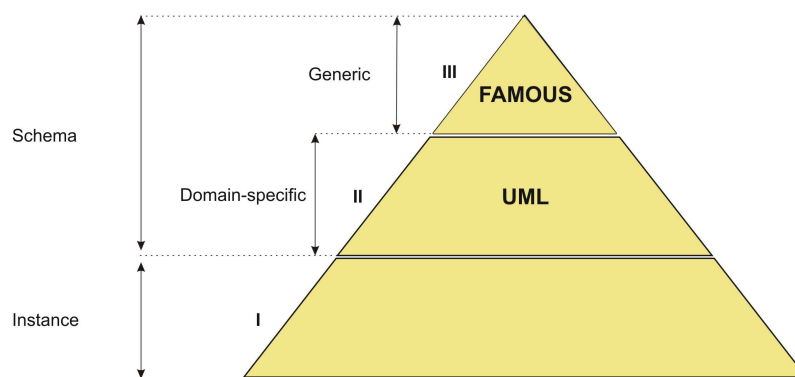 Generic
III
FAMOUS
Schema
Domain-specific
II
UML
Instance
I